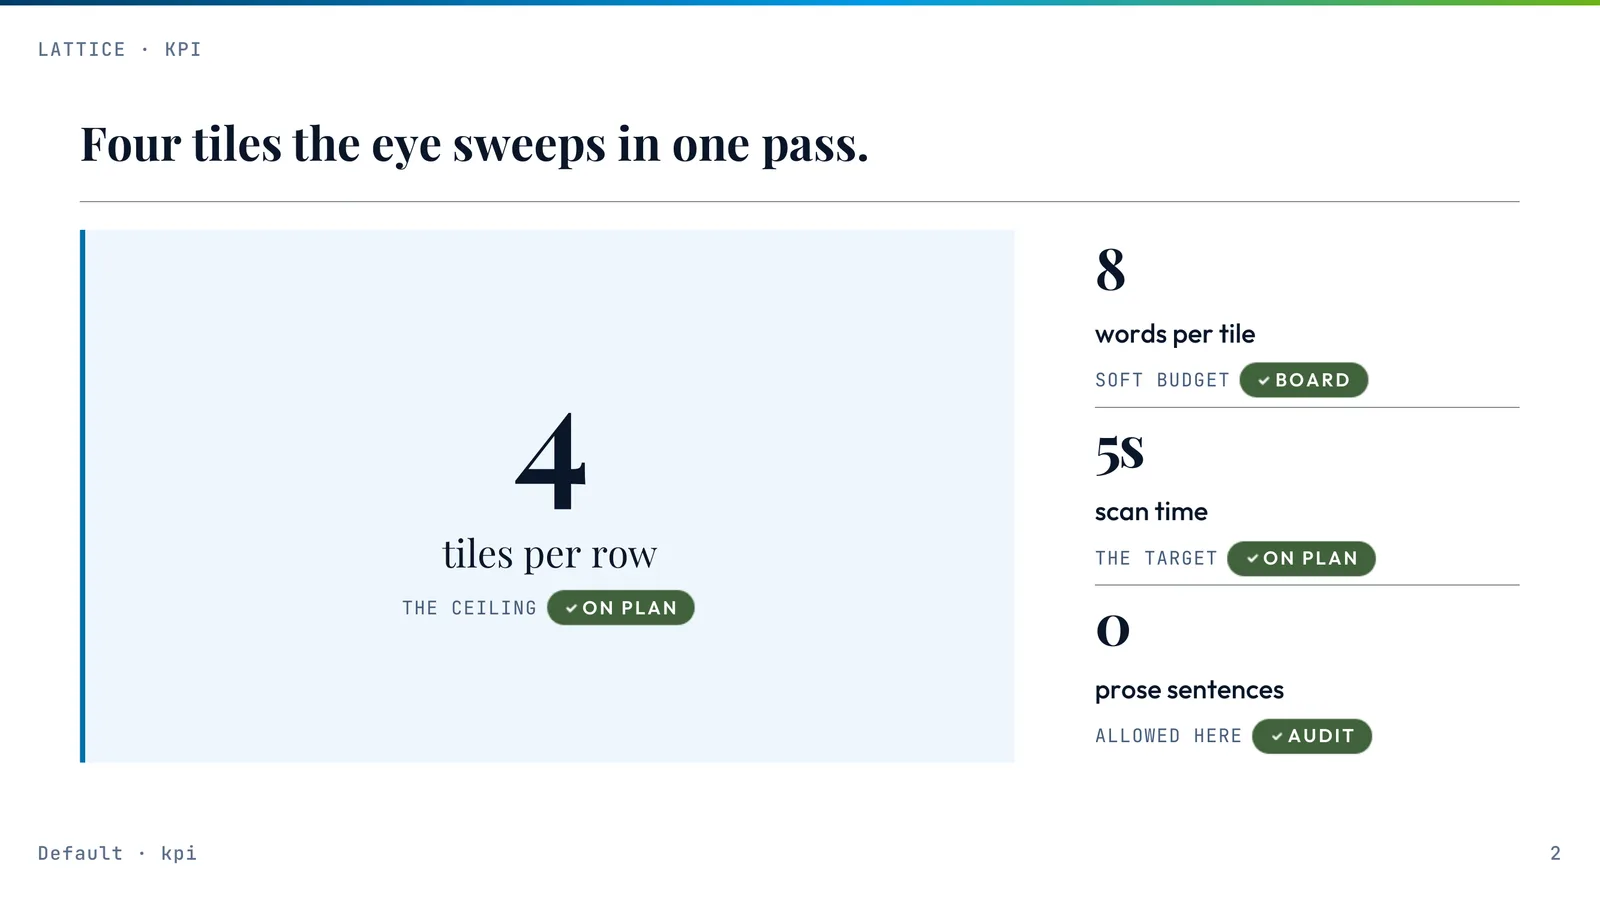 LATTICE · KPI
Four tiles the eye sweeps in one pass.
4
tiles per row
THE CEILING ✓ ON PLAN
8
words per tile
SOFT BUDGET ✓ BOARD
5s
scan time
THE TARGET ✓ ON PLAN
0
prose sentences
ALLOWED HERE ✓ AUDIT
Default · kpi
2